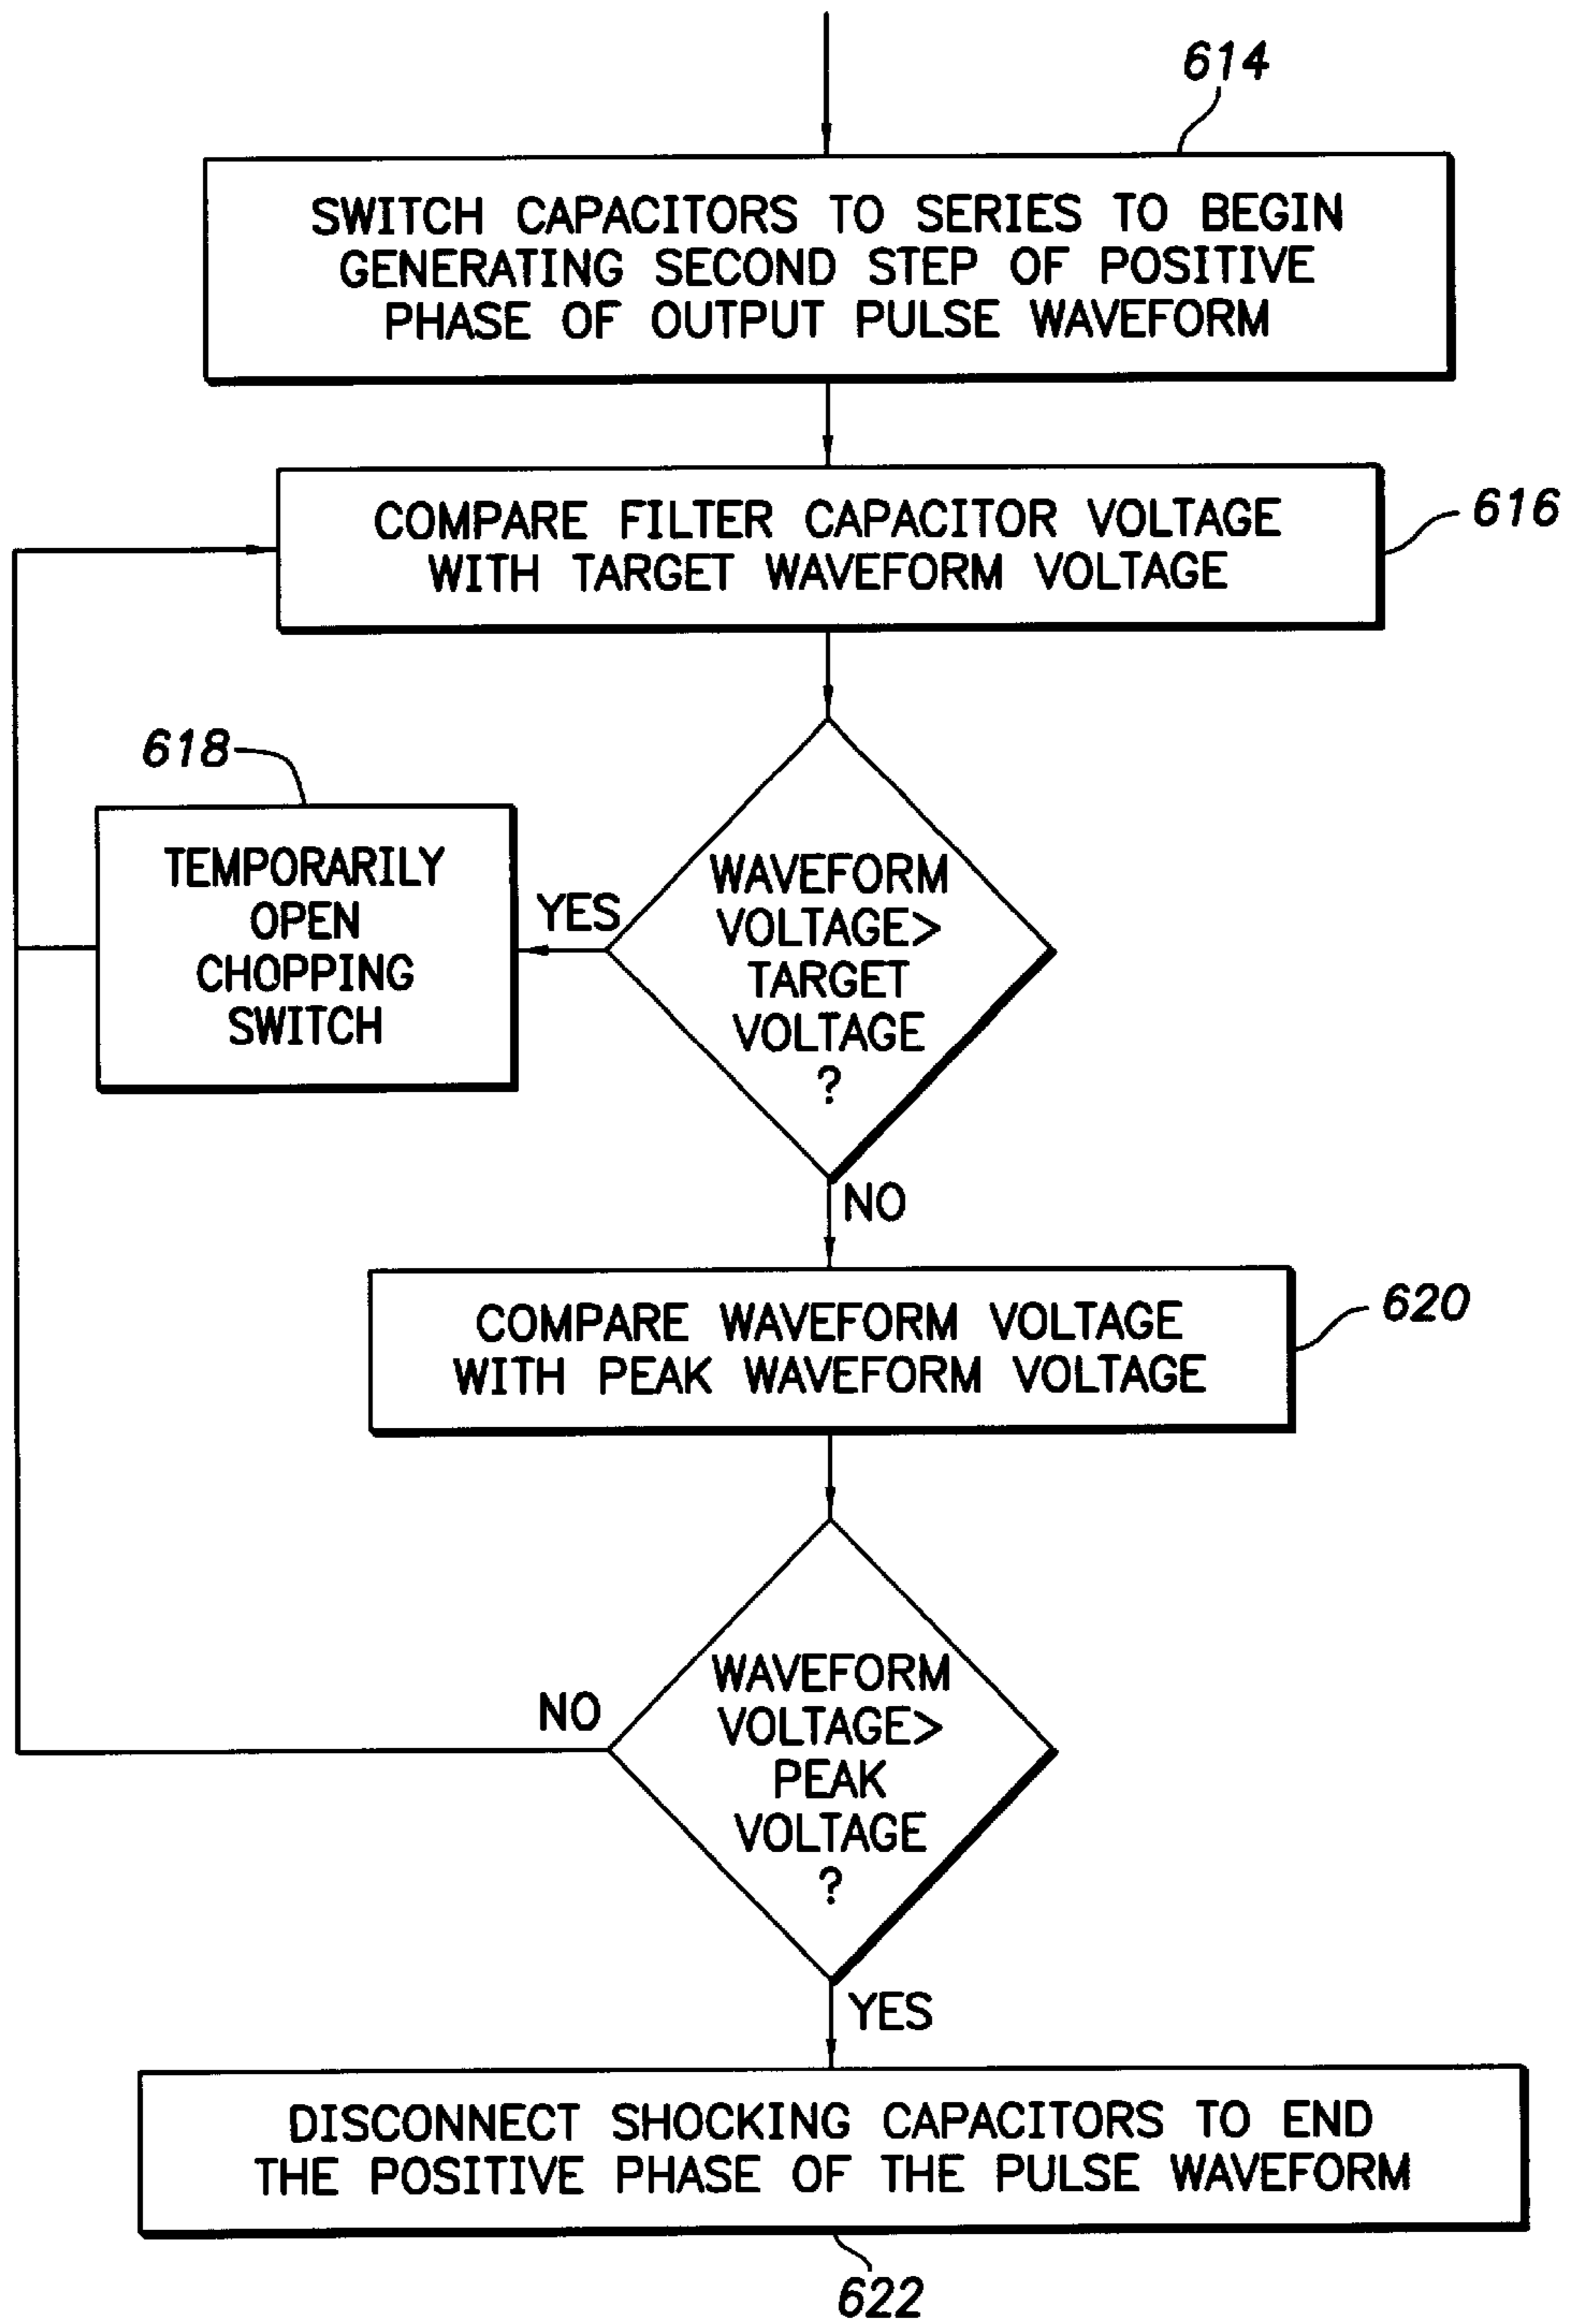 614
SWITCH CAPACITORS TO SERIES TO BEGIN
GENERATING SECOND STEP OF POSITIVE
PHASE OF OUTPUT PULSE WAVEFORM
COMPARE FILTER CAPACITOR VOLTAGE
WITH TARGET WAVEFORM VOLTAGE
616
618
TEMPORARILY
OPEN
CHOPPING
SWITCH
YES
WAVEFORM
VOLTAGE>
TARGET
VOLTAGE
?
NO
COMPARE WAVEFORM VOLTAGE
WITH PEAK WAVEFORM VOLTAGE
620
NO
WAVEFORM
VOLTAGE>
PEAK
VOLTAGE
?
YES
DISCONNECT SHOCKING CAPACITORS TO END
THE POSITIVE PHASE OF THE PULSE WAVEFORM
622